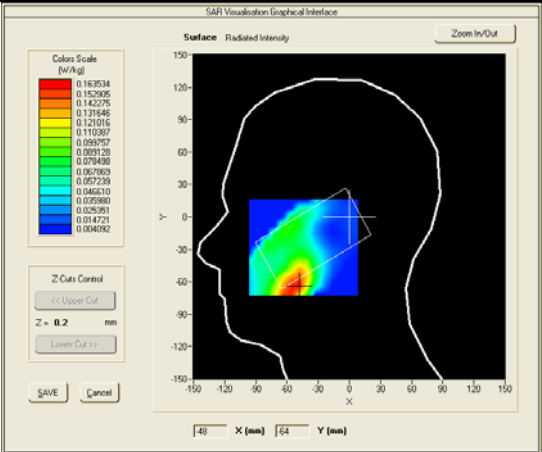 SAR Visualisation Graphical Interface
Surface Radiated Intensity
Zoom In/Out
Colors Scale
(W/kg)
0.163534
0.152905
0.142275
0.131646
0.121016
0.110387
0.099757
0.089128
0.078498
0.067869
0.057239
0.046610
0.035980
0.025351
0.014721
0.004092
Z-Cuts Control
<< Upper Cut
Z = 0.2 mm
Lower Cut >>
SAVE Cancel
150
120
90
60
30
0
-30
-60
-90
-120
-150
Y
-150 -120 -90 -60 -30 0 30 60 90 120 150
X
-48 X (mm) -64 Y (mm)